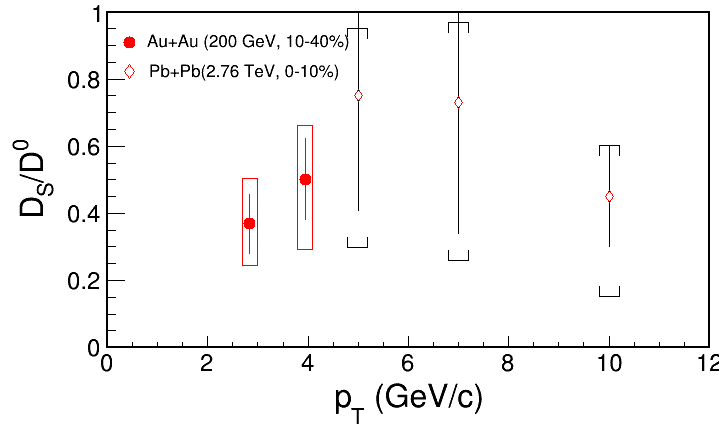 1
Au+Au (200 GeV, 10-40%)
Pb+Pb(2.76 TeV, 0-10%)
0.8
0.6
D_S/D^0
0.4
0.2
0
0 2 4 6 8 10 12
p_T (GeV/c)